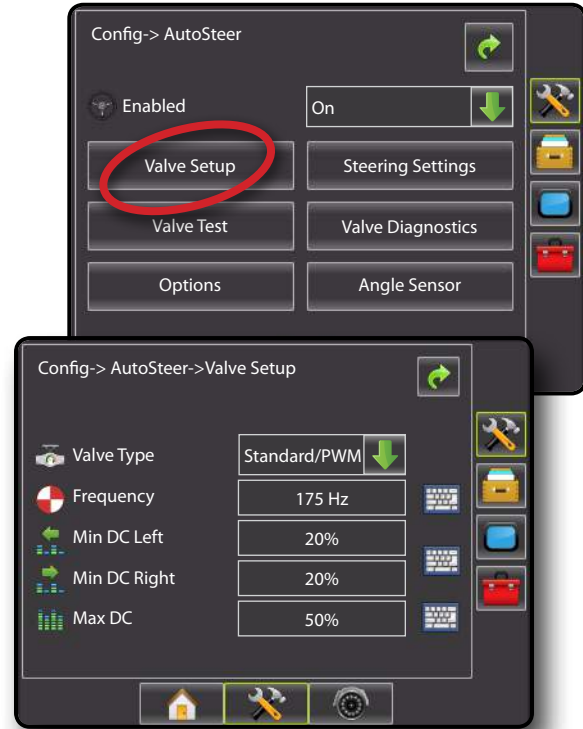 Config-> AutoSteer
Enabled
On
Valve Setup
Steering Settings
Valve Test
Valve Diagnostics
Options
Angle Sensor
Config-> AutoSteer->Valve Setup
Valve Type
Standard/PWM
Frequency
175 Hz
Min DC Left
20%
Min DC Right
20%
Max DC
50%